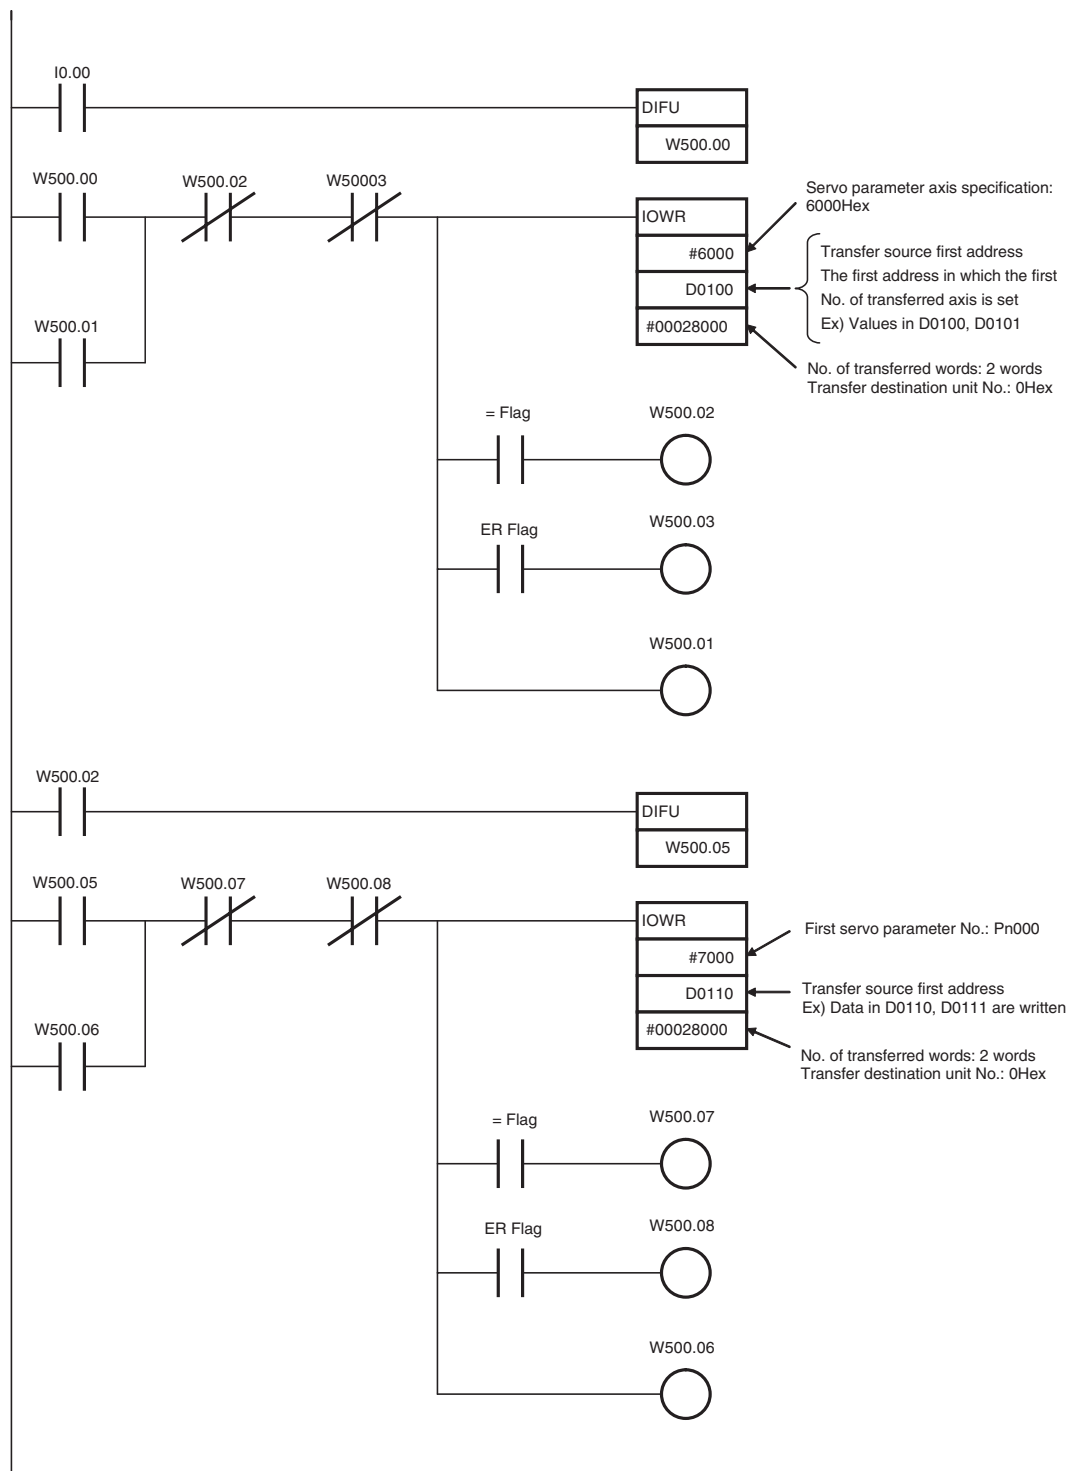 I0.00
DIFU
W500.00
W500.00
W500.02
W50003
IOWR
#6000
D0100
#00028000
Servo parameter axis specification:
6000Hex
Transfer source first address
The first address in which the first
No. of transferred axis is set
Ex) Values in D0100, D0101
W500.01
No. of transferred words: 2 words
Transfer destination unit No.: 0Hex
= Flag
W500.02
ER Flag
W500.03
W500.01
W500.02
DIFU
W500.05
W500.05
W500.07
W500.08
IOWR
#7000
D0110
#00028000
First servo parameter No.: Pn000
Transfer source first address
Ex) Data in D0110, D0111 are written
W500.06
No. of transferred words: 2 words
Transfer destination unit No.: 0Hex
= Flag
W500.07
ER Flag
W500.08
W500.06